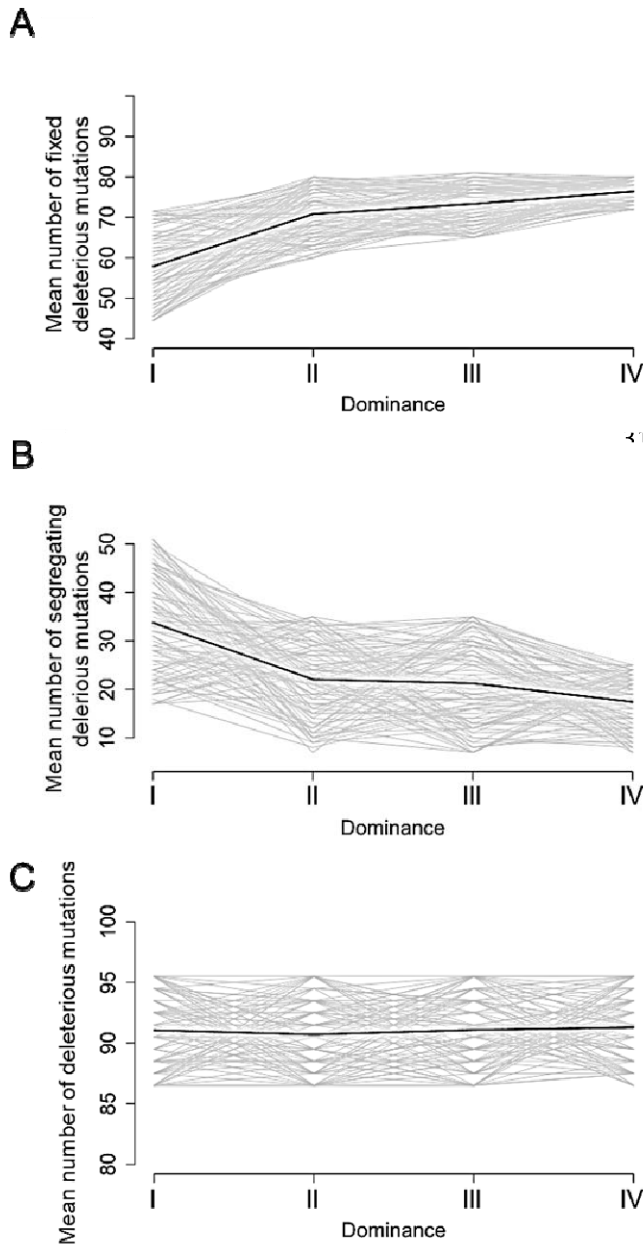 A
Mean number of fixed
deleterious mutations
90
80
70
60
50
40
I II III IV
Dominance
B
Mean number of segregating
delerious mutations
50
40
30
20
10
I II III IV
Dominance
C
Mean number of deleterious mutations
100
95
90
85
80
I II III IV
Dominance